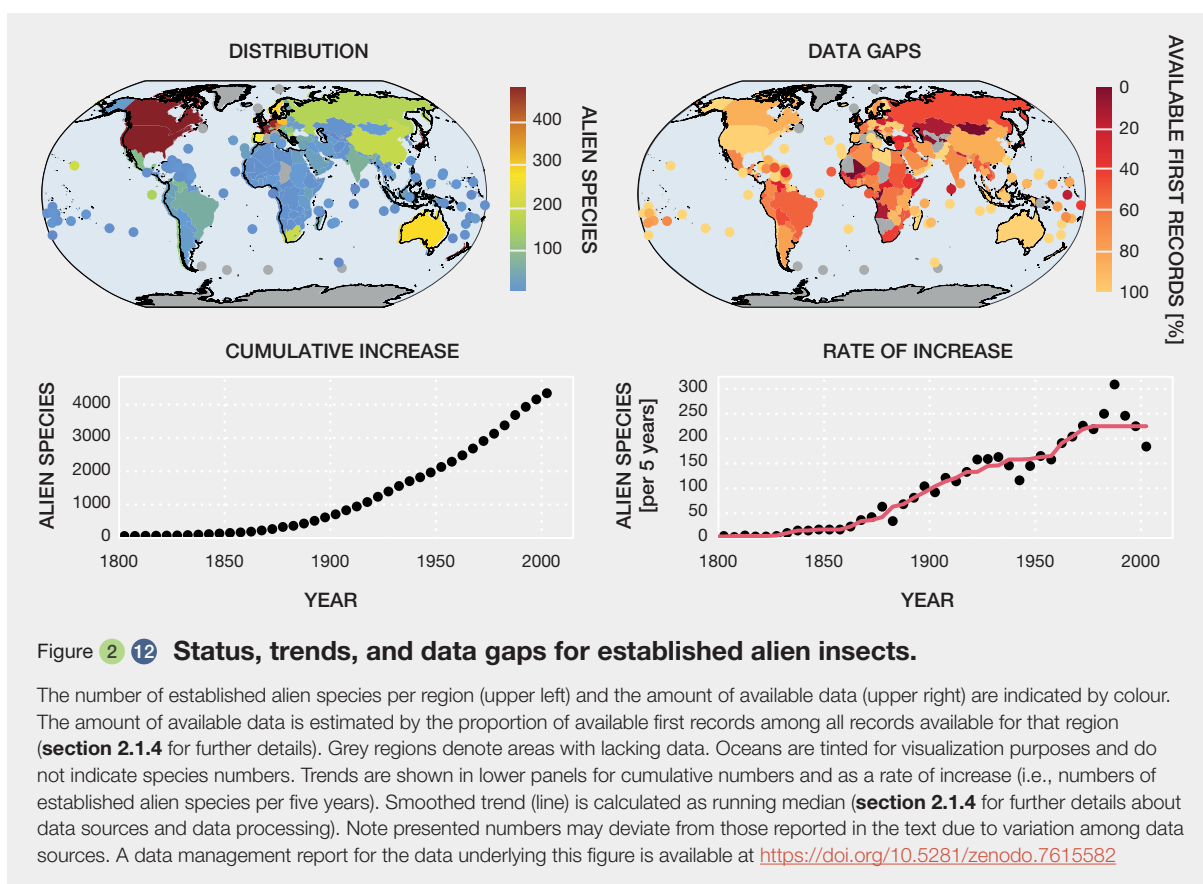 DISTRIBUTION
400
300
200
100
ALIEN SPECIES
DATA GAPS
0
20
40
60
80
100
AVAILABLE FIRST RECORDS [%]
CUMULATIVE INCREASE
ALIEN SPECIES
4000
3000
2000
1000
0
1800 1850 1900 1950 2000
YEAR
RATE OF INCREASE
ALIEN SPECIES
[per 5 years]
300
250
200
150
100
50
0
1800 1850 1900 1950 2000
YEAR
Figure 2 12 Status, trends, and data gaps for established alien insects.
The number of established alien species per region (upper left) and the amount of available data (upper right) are indicated by colour.
The amount of available data is estimated by the proportion of available first records among all records available for that region
(section 2.1.4 for further details). Grey regions denote areas with lacking data. Oceans are tinted for visualization purposes and do
not indicate species numbers. Trends are shown in lower panels for cumulative numbers and as a rate of increase (i.e., numbers of
established alien species per five years). Smoothed trend (line) is calculated as running median (section 2.1.4 for further details about
data sources and data processing). Note presented numbers may deviate from those reported in the text due to variation among data
sources. A data management report for the data underlying this figure is available at https://doi.org/10.5281/zenodo.7615582